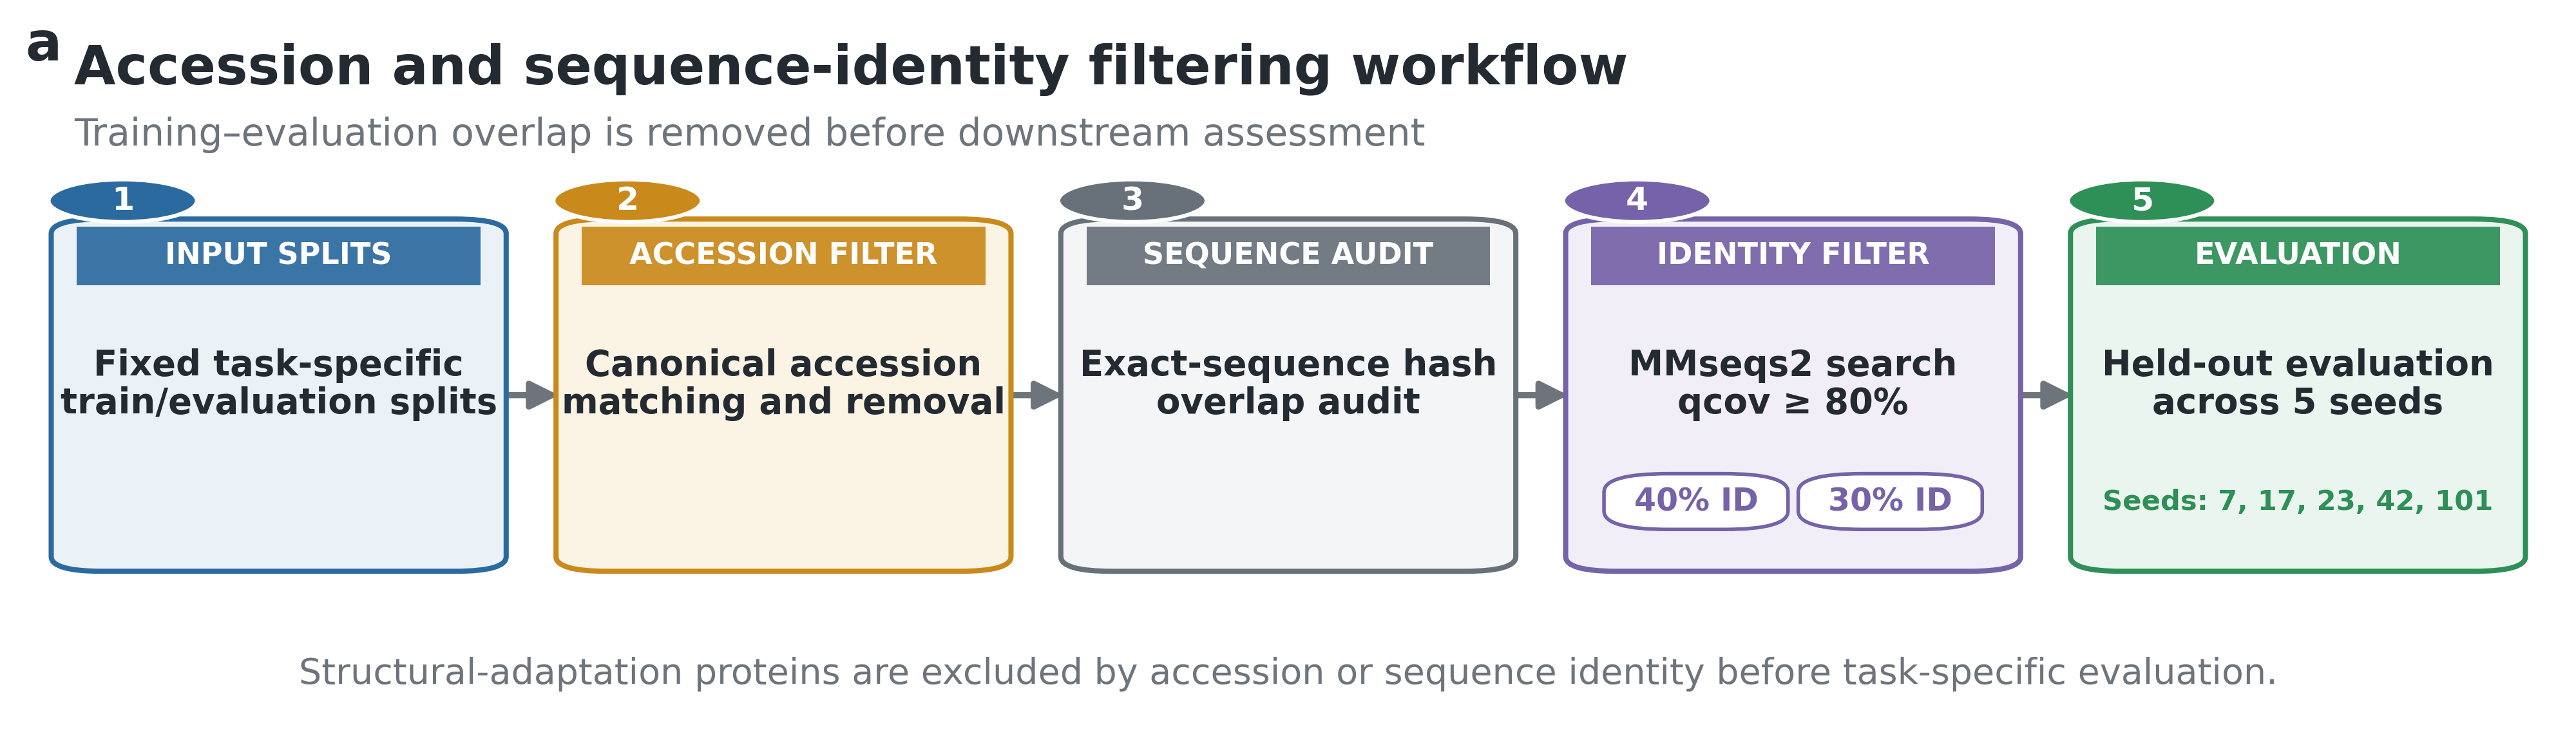 a
Accession and sequence-identity filtering workflow
Training–evaluation overlap is removed before downstream assessment
1
INPUT SPLITS
Fixed task-specific
train/evaluation splits
2
ACCESSION FILTER
Canonical accession
matching and removal
3
SEQUENCE AUDIT
Exact-sequence hash
overlap audit
4
IDENTITY FILTER
MMseqs2 search
qcov ≥ 80%
40% ID
30% ID
5
EVALUATION
Held-out evaluation
across 5 seeds
Seeds: 7, 17, 23, 42, 101
Structural-adaptation proteins are excluded by accession or sequence identity before task-specific evaluation.